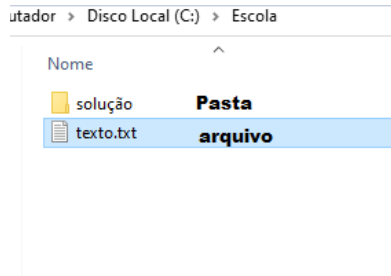 utador > Disco Local (C:) > Escola
Nome
solução Pasta
texto.txt arquivo